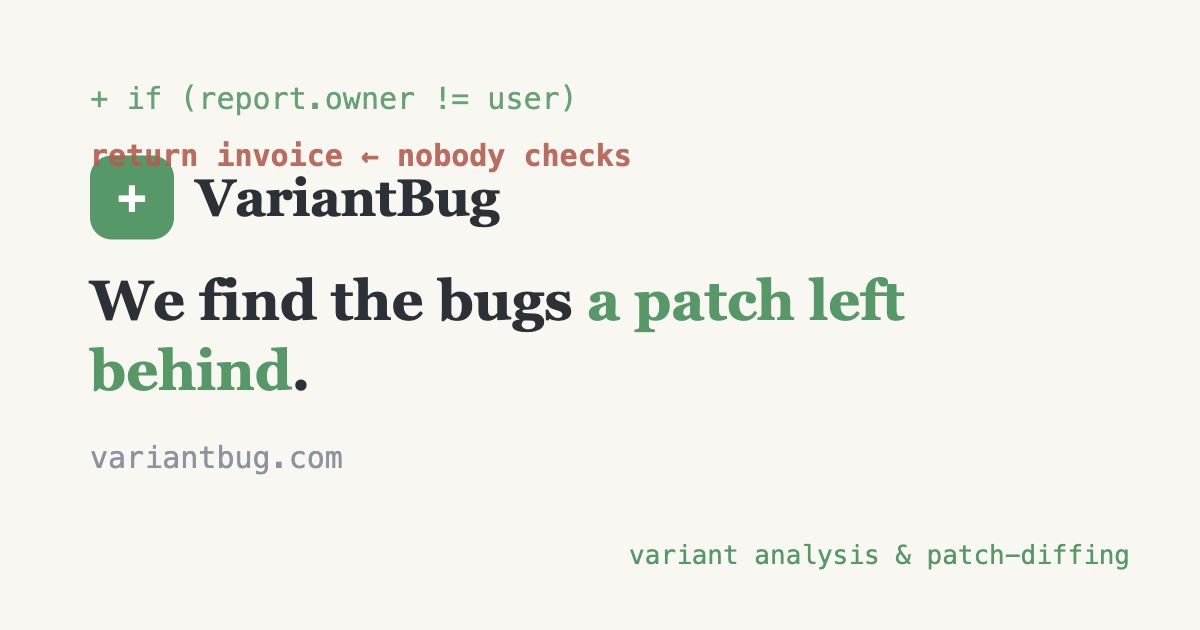 + if (report.owner != user)
return invoice ← nobody checks
+ VariantBug
We find the bugs a patch left
behind.
variantbug.com
variant analysis & patch-diffing